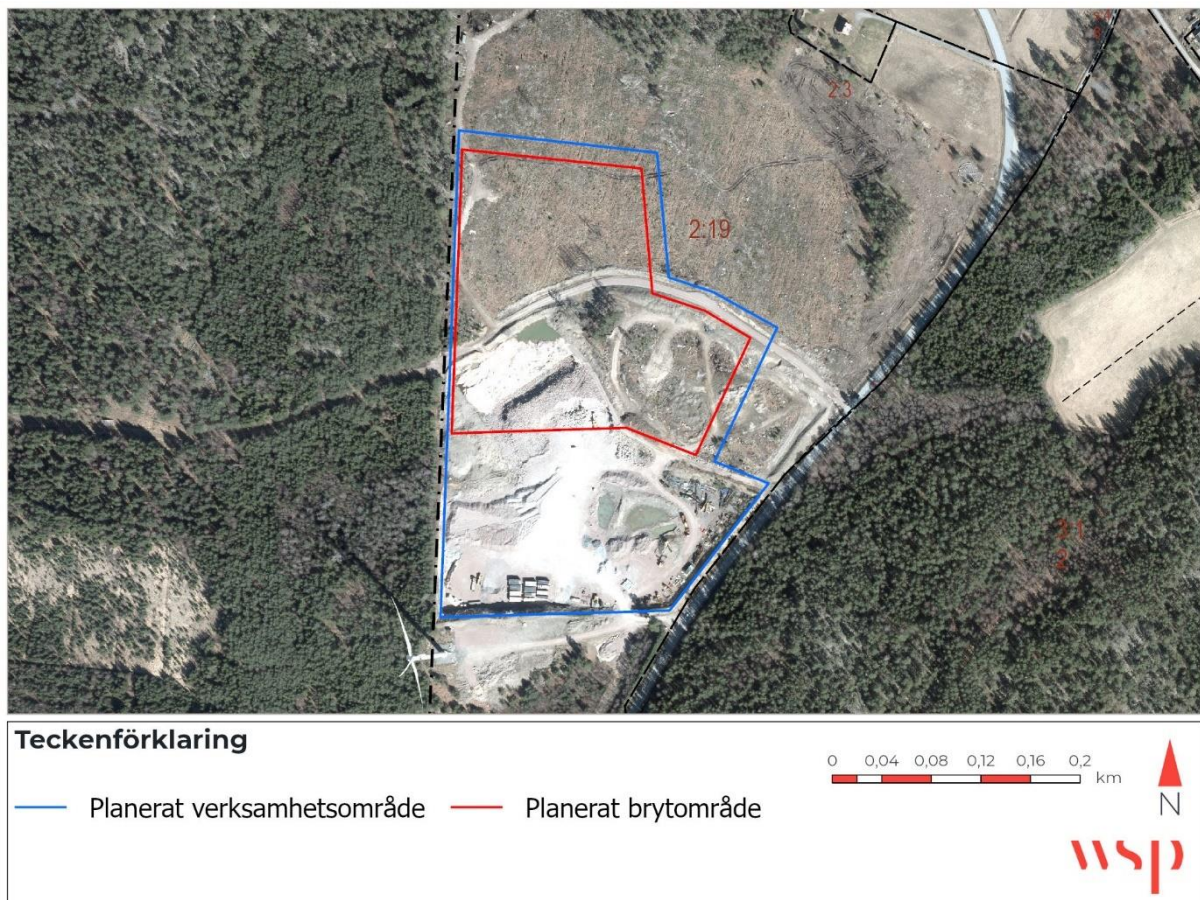 2:3
2:19
2:1
2
Teckenförklaring
Planerat verksamhetsområde
Planerat brytområde
0 0,04 0,08 0,12 0,16 0,2
km
N
wsp